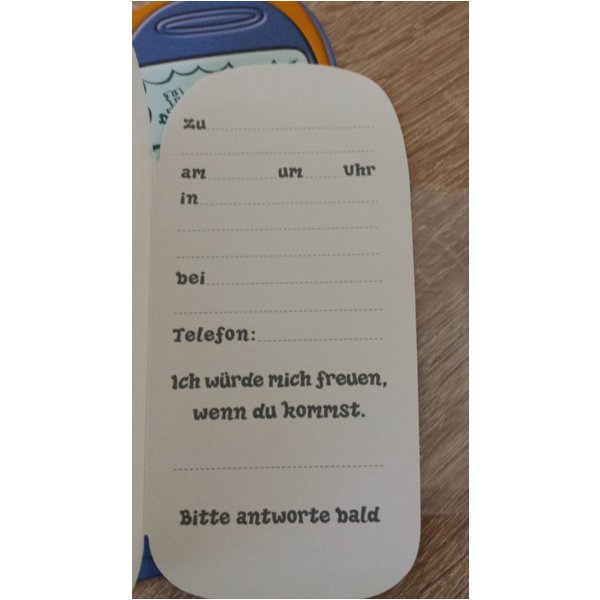 zu
am um Uhr
in
bei
Telefon:
Ich würde mich freuen,
wenn du kommst.
Bitte antworte bald